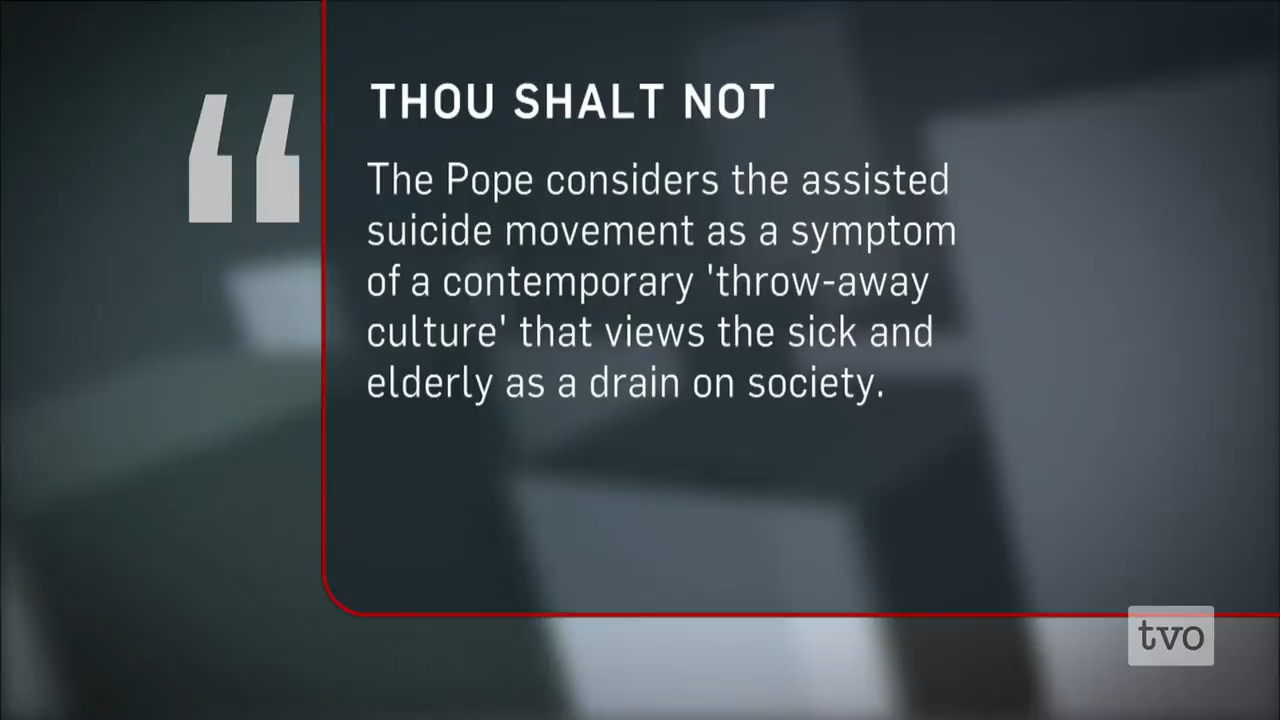 “
THOU SHALT NOT
The Pope considers the assisted
suicide movement as a symptom
of a contemporary 'throw-away
culture' that views the sick and
elderly as a drain on society.
tvo